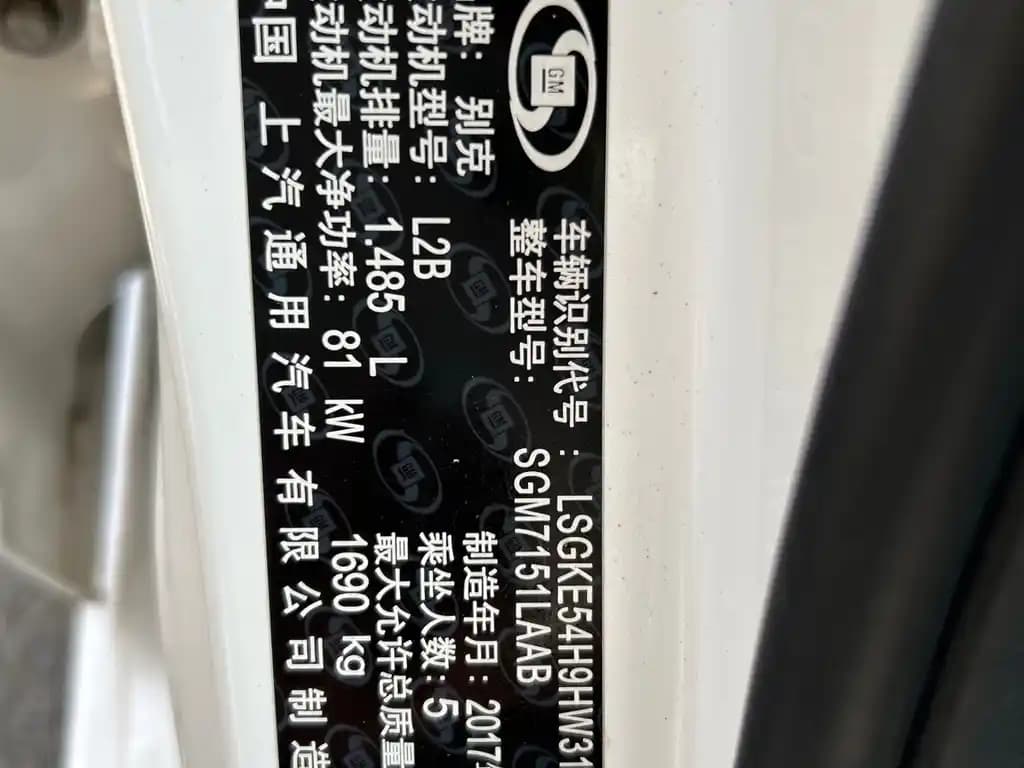 GM
车辆识别代号：LSGKE54H9HW31
整车型号：SGM7151LAAB
牌：别克
制造年月：2017
动机型号：L2B
乘坐人数：5
动机排量：1.485 L
最大允许总质量
动机最大净功率：81 kW
1690 kg
中国上汽通用汽车有限公司制造